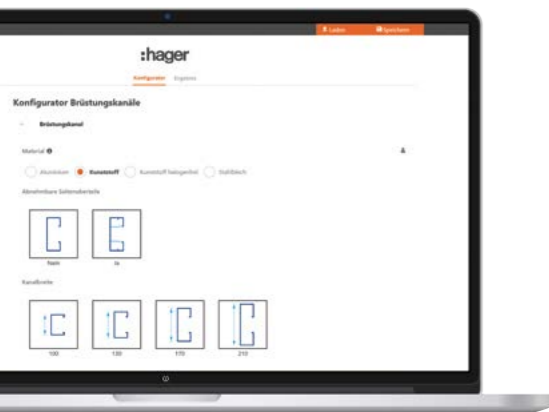 Laden Speichern
:hager
Konfigurator Ergebnis
Konfigurator Brüstungskanäle
Brüstungskanal
Material
Aluminium Kunststoff Kunststoff halogenfrei Stahlblech
Abnehmbare Seitenoberteile
Nein Ja
Kanalbreite
100 130 170 210